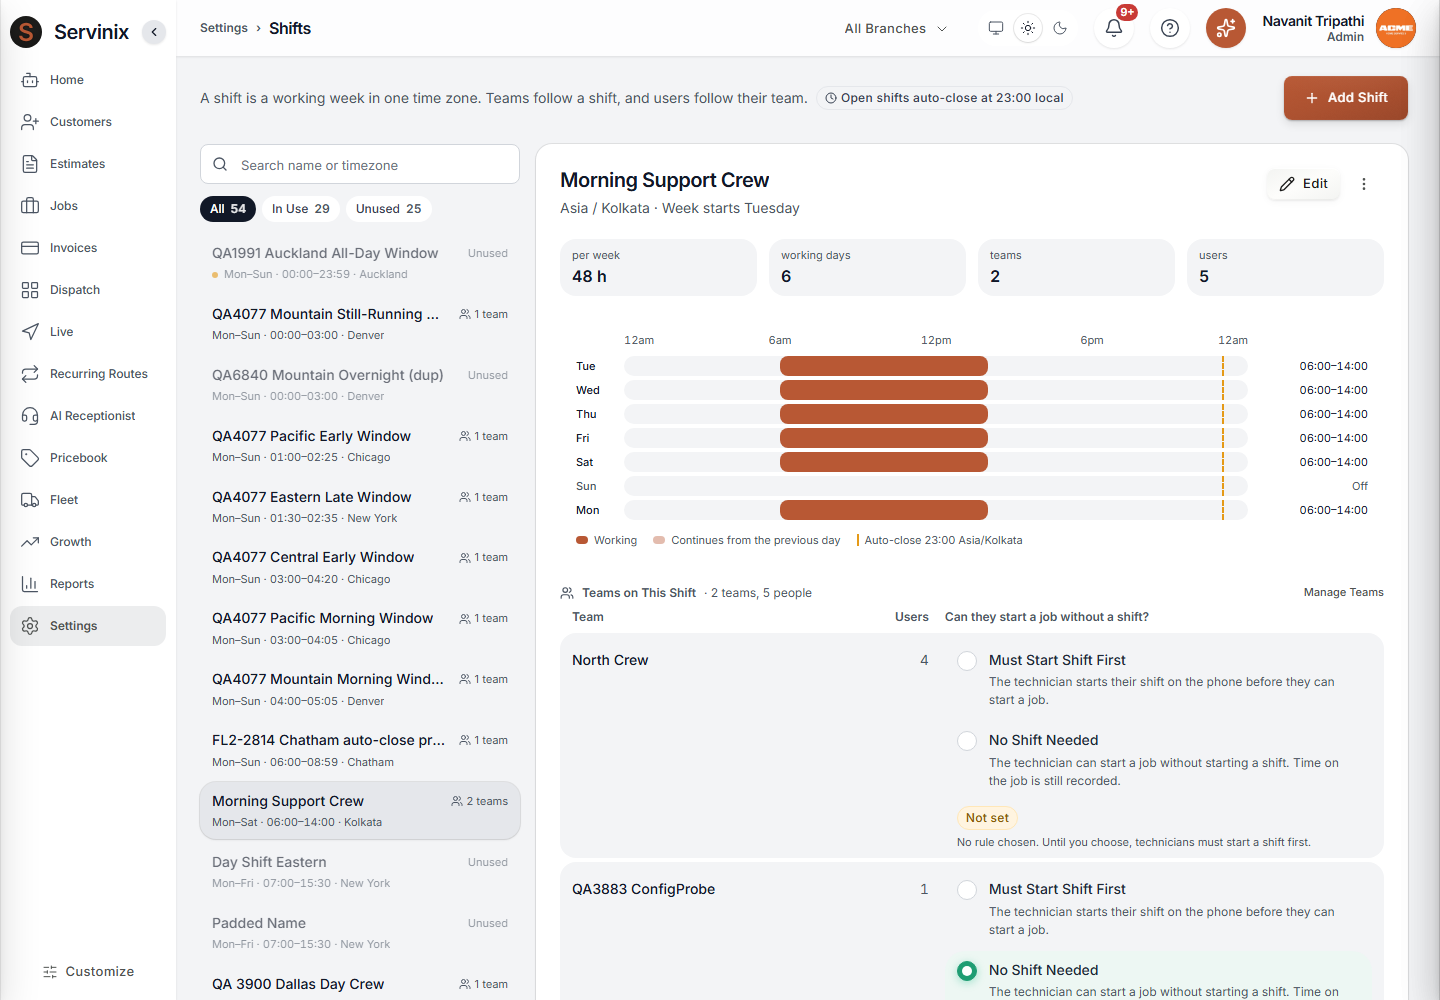 S Servinix
Home
Customers
Estimates
Jobs
Invoices
Dispatch
Live
Recurring Routes
AI Receptionist
Pricebook
Fleet
Growth
Reports
Settings
Customize
Settings › Shifts
All Branches
9+
Navanit Tripathi
Admin
ACME
A shift is a working week in one time zone. Teams follow a shift, and users follow their team.
Open shifts auto-close at 23:00 local
+ Add Shift
Search name or timezone
All 54
In Use 29
Unused 25
QA1991 Auckland All-Day Window Unused
Mon–Sun · 00:00–23:59 · Auckland
QA4077 Mountain Still-Running ... 1 team
Mon–Sun · 00:00–03:00 · Denver
QA6840 Mountain Overnight (dup) Unused
Mon–Sun · 00:00–03:00 · Denver
QA4077 Pacific Early Window 1 team
Mon–Sun · 01:00–02:25 · Chicago
QA4077 Eastern Late Window 1 team
Mon–Sun · 01:30–02:35 · New York
QA4077 Central Early Window 1 team
Mon–Sun · 03:00–04:20 · Chicago
QA4077 Pacific Morning Window 1 team
Mon–Sun · 03:00–04:05 · Chicago
QA4077 Mountain Morning Wind... 1 team
Mon–Sun · 04:00–05:05 · Denver
FL2-2814 Chatham auto-close pr... 1 team
Mon–Sun · 06:00–08:59 · Chatham
Morning Support Crew 2 teams
Mon–Sat · 06:00–14:00 · Kolkata
Day Shift Eastern Unused
Mon–Fri · 07:00–15:30 · New York
Padded Name Unused
Mon–Fri · 07:00–15:30 · New York
QA 3900 Dallas Day Crew 1 team
Morning Support Crew
Asia / Kolkata · Week starts Tuesday
Edit
per week
48 h
working days
6
teams
2
users
5
12am 6am 12pm 6pm 12am
Tue 06:00–14:00
Wed 06:00–14:00
Thu 06:00–14:00
Fri 06:00–14:00
Sat 06:00–14:00
Sun Off
Mon 06:00–14:00
Working Continues from the previous day Auto-close 23:00 Asia/Kolkata
Teams on This Shift · 2 teams, 5 people
Manage Teams
Team Users Can they start a job without a shift?
North Crew 4 Must Start Shift First
The technician starts their shift on the phone before they can
start a job.
No Shift Needed
The technician can start a job without starting a shift. Time on
the job is still recorded.
Not set
No rule chosen. Until you choose, technicians must start a shift first.
QA3883 ConfigProbe 1 Must Start Shift First
The technician starts their shift on the phone before they can
start a job.
No Shift Needed
The technician can start a job without starting a shift. Time on